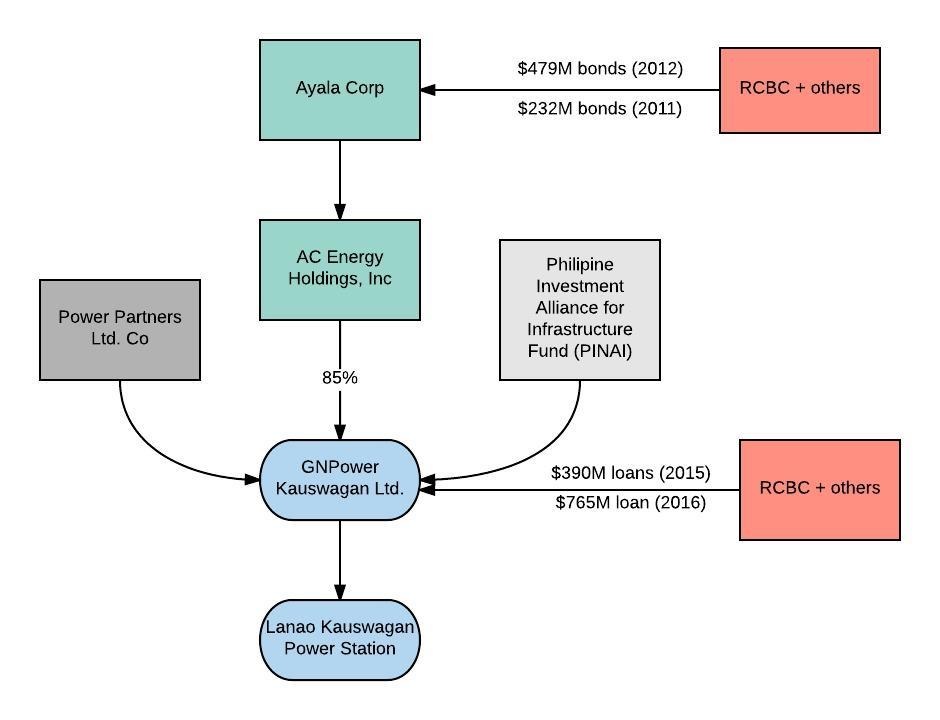 Ayala Corp
$479M bonds (2012)
$232M bonds (2011)
RCBC + others
AC Energy
Holdings, Inc
Power Partners
Ltd. Co
Philipine
Investment
Alliance for
Infrastructure
Fund (PINAI)
85%
GNPower
Kauswagan Ltd.
$390M loans (2015)
$765M loan (2016)
RCBC + others
Lanao Kauswagan
Power Station